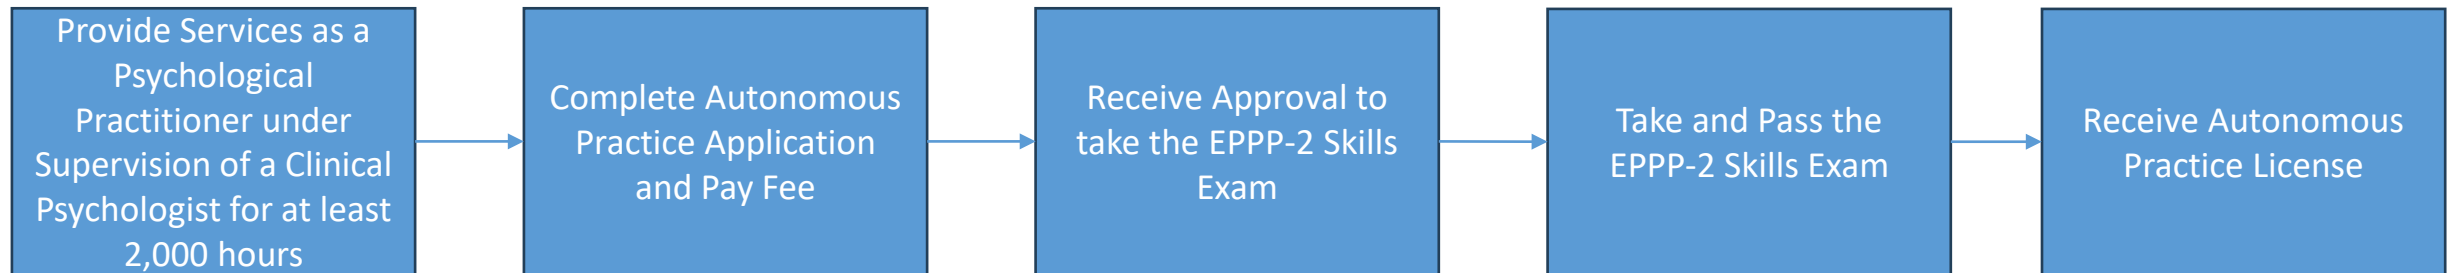 Provide Services as a
Psychological
Practitioner under
Supervision of a Clinical
Psychologist for at least
2,000 hours
Complete Autonomous
Practice Application
and Pay Fee
Receive Approval to
take the EPPP-2 Skills
Exam
Take and Pass the
EPPP-2 Skills Exam
Receive Autonomous
Practice License